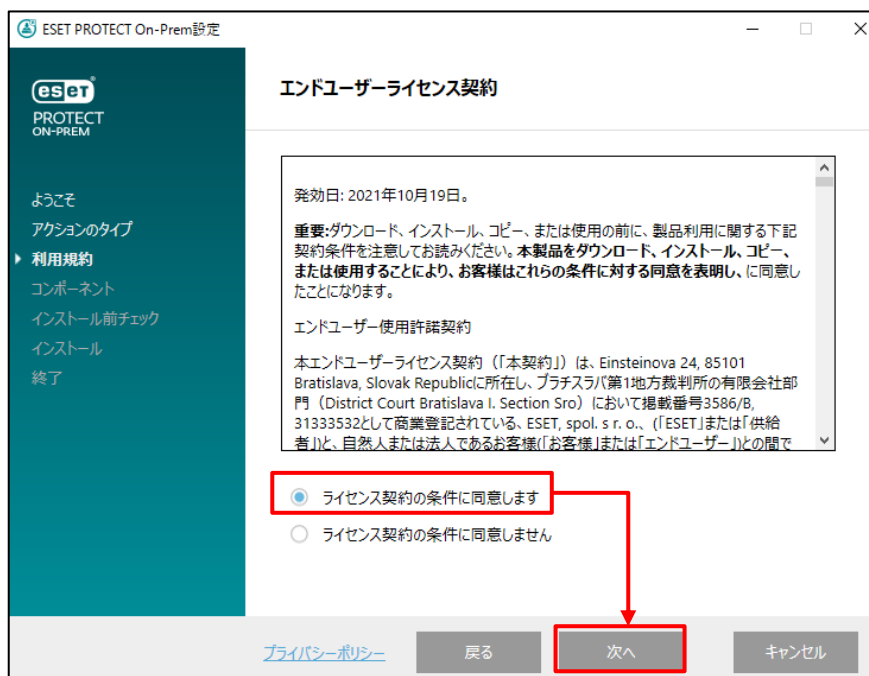 ESET PROTECT On-Prem設定
eseT
PROTECT
ON-PREM
ようこそ
アクションのタイプ
利用規約
コンポーネント
インストール前チェック
インストール
終了
エンドユーザーライセンス契約
発効日: 2021年10月19日。
重要:ダウンロード、インストール、コピー、または使用の前に、製品利用に関する下記
契約条件を注意してお読みください。本製品をダウンロード、インストール、コピー、
または使用することにより、お客様はこれらの条件に対する同意を表明し、に同意し
たことになります。
エンドユーザー使用許諾契約
本エンドユーザーライセンス契約（「本契約」）は、Einsteinova 24, 85101
Bratislava, Slovak Republicに所在し、ブラチスラバ第1地方裁判所の有限会社部
門（District Court Bratislava I. Section Sro）において掲載番号3586/B,
31333532として商業登記されている、ESET, spol. s r. o.、(「ESET」または「供給
者」)と、自然人または法人であるお客様(「お客様」または「エンドユーザー」)との間で
ライセンス契約の条件に同意します
ライセンス契約の条件に同意しません
プライバシーポリシー
戻る
次へ
キャンセル